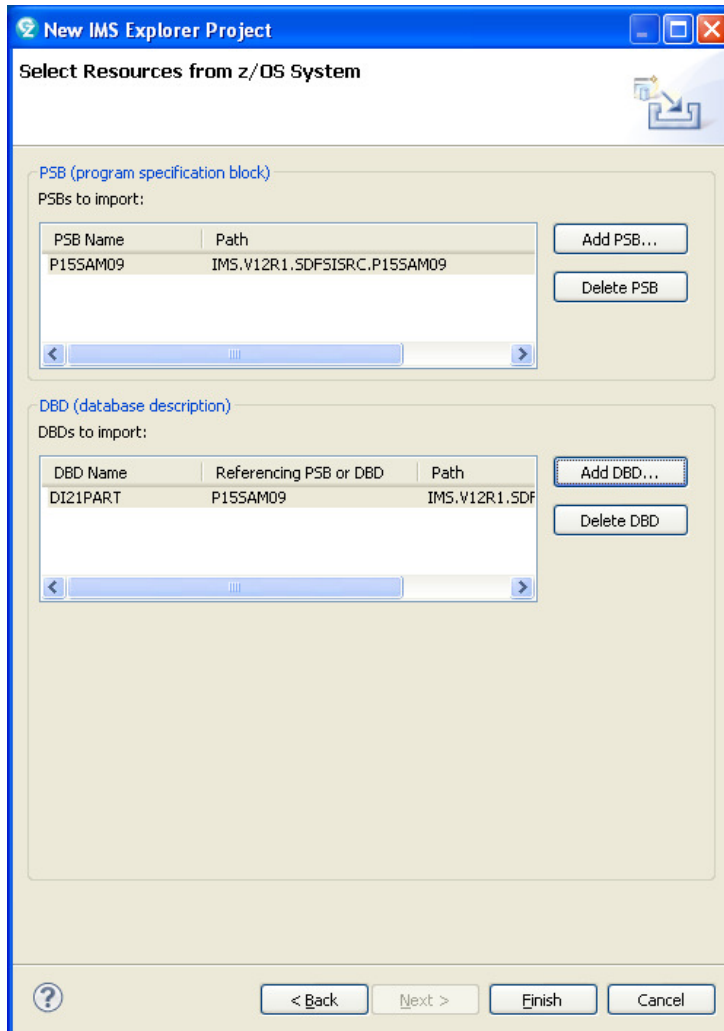 New IMS Explorer Project
Select Resources from z/OS System
PSB (program specification block)
PSBs to import:
PSB Name Path
P15SAM09 IMS.V12R1.SDFSISRC.P15SAM09
Add PSB...
Delete PSB
DBD (database description)
DBDs to import:
DBD Name Referencing PSB or DBD Path
DI21PART P15SAM09 IMS.V12R1.SDF
Add DBD...
Delete DBD
? < Back Next > Finish Cancel